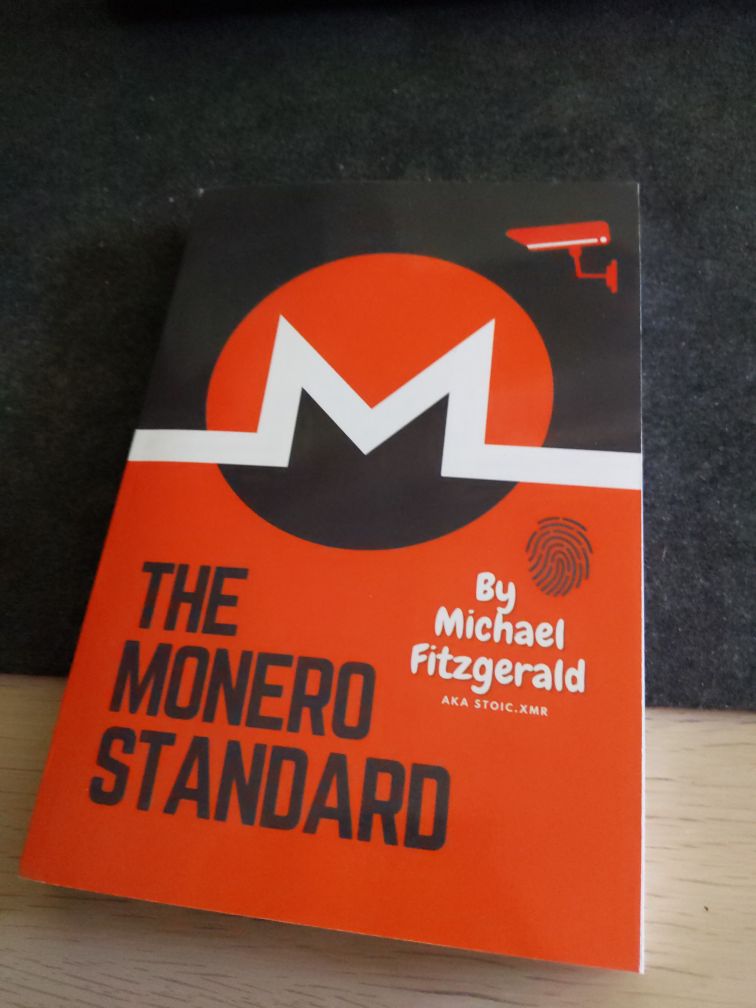 THE
MONERO
STANDARD
By
Michael
Fitzgerald
AKA STOIC.XMR